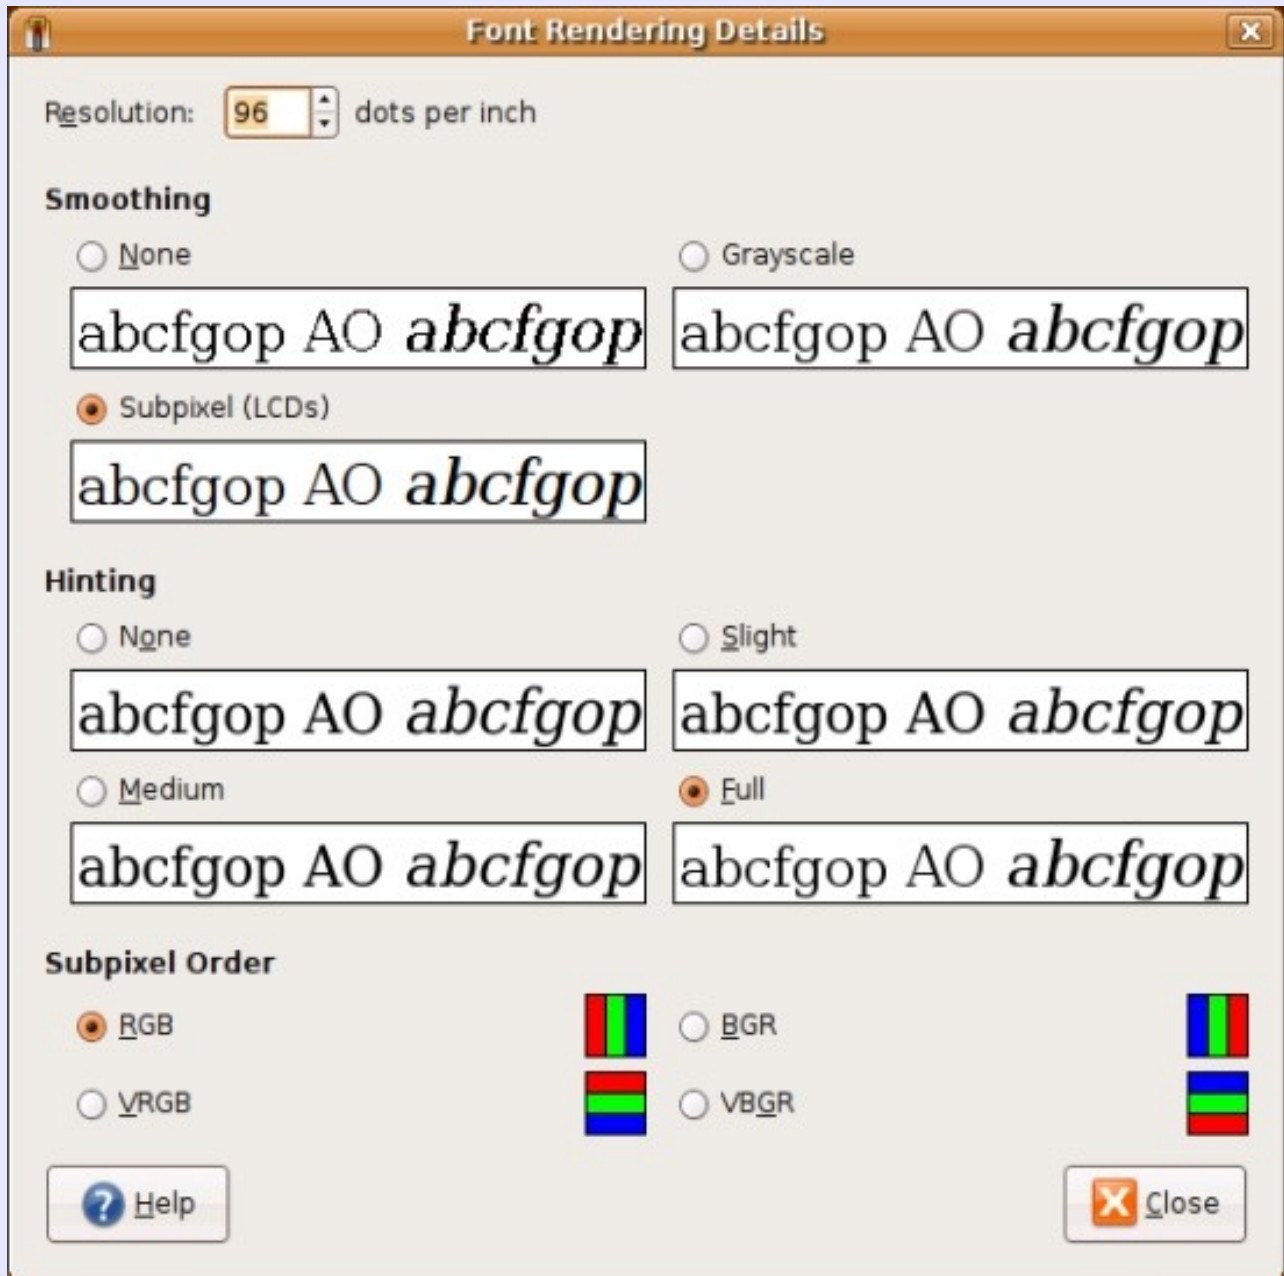 Font Rendering Details
Resolution: 96 dots per inch
Smoothing
None Grayscale
abcfgop AO abcfgop abcfgop AO abcfgop
Subpixel (LCDs)
abcfgop AO abcfgop
Hinting
None Slight
abcfgop AO abcfgop abcfgop AO abcfgop
Medium Full
abcfgop AO abcfgop abcfgop AO abcfgop
Subpixel Order
RGB BGR
VRGB VBGR
? Help Close